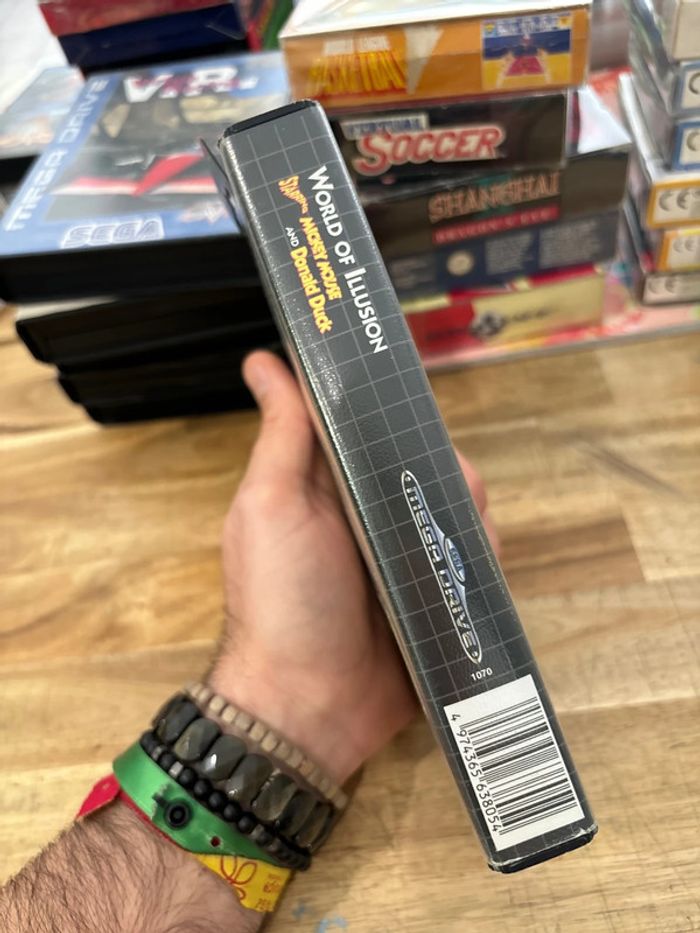 WORLD OF ILLUSION
STARRING MICKEY MOUSE
AND Donald Duck
MEGA DRIVE
1070
4 974365 638054
MEGA DRIVE
SEGA
BASKETBALL
SOCCER
SHANGHAI